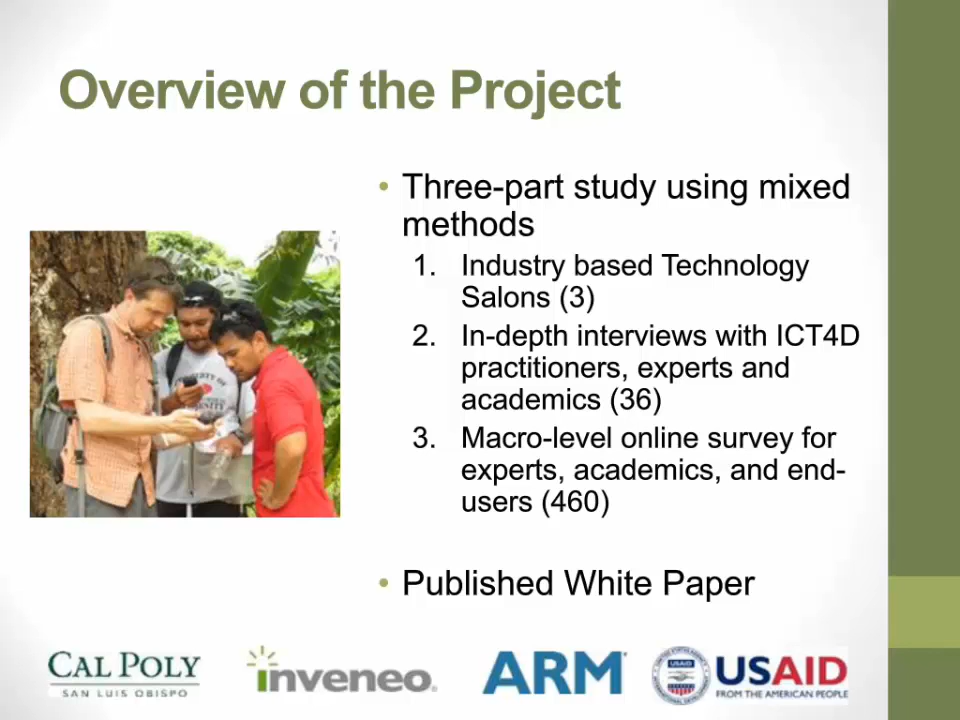 Overview of the Project
• Three-part study using mixed
methods
1. Industry based Technology
Salons (3)
2. In-depth interviews with ICT4D
practitioners, experts and
academics (36)
3. Macro-level online survey for
experts, academics, and end-
users (460)
• Published White Paper
CAL POLY
SAN LUIS OBISPO
inveneo
ARM
USAID
USAID
FROM THE AMERICAN PEOPLE